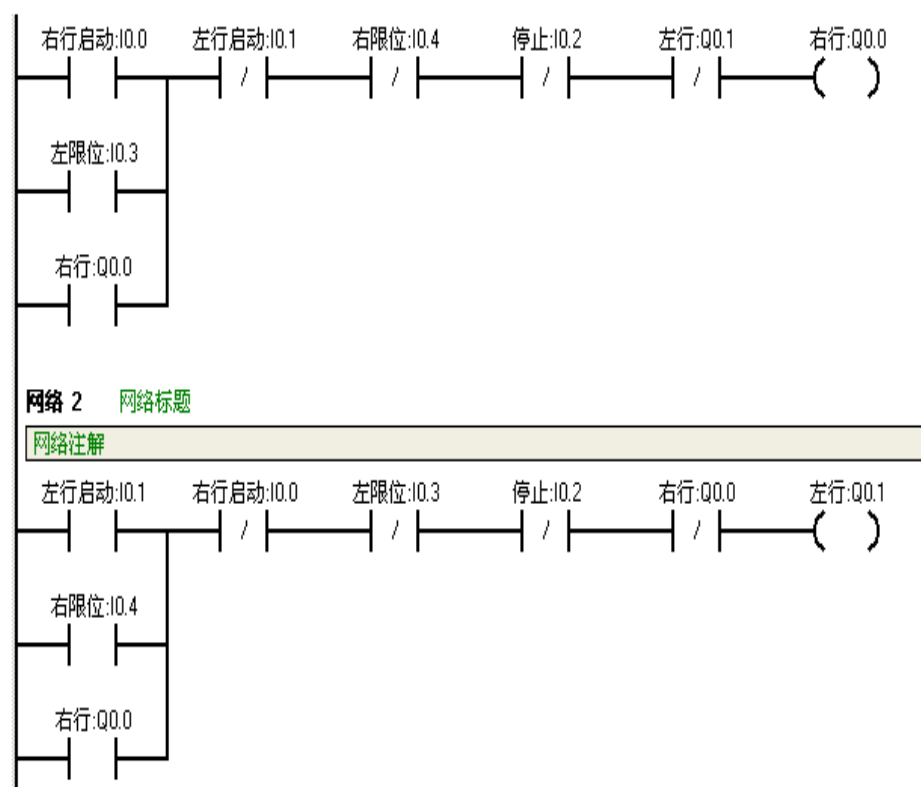 右行启动:I0.0 左行启动:I0.1 右限位:I0.4 停止:I0.2 左行:Q0.1 右行:Q0.0
/ / / /
左限位:I0.3
右行:Q0.0
网络 2 网络标题
网络注解
左行启动:I0.1 右行启动:I0.0 左限位:I0.3 停止:I0.2 右行:Q0.0 左行:Q0.1
/ / / /
右限位:I0.4
右行:Q0.0